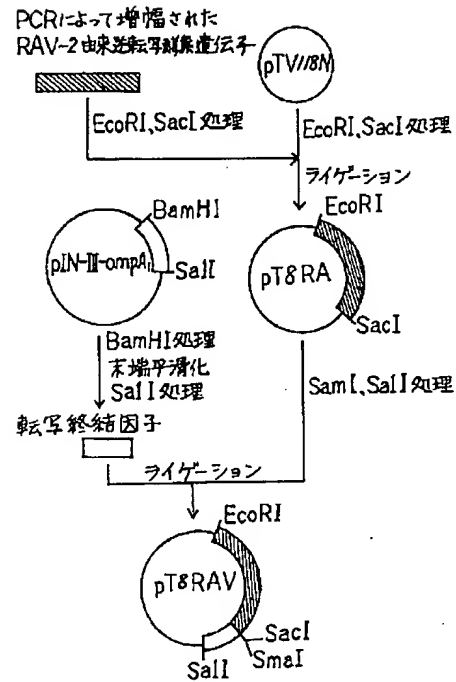 PCRによって増幅された
RAV-2由来逆転写酵素遺伝子
pTV118N
EcoRI、SacI処理
EcoRI、SacI処理
ライゲーション
EcoRI
BamHI
pIN-III-ompA1
SalI
pT8RA
SacI
BamHI処理
末端平滑化
SalI処理
SamI、SalI処理
転写終結因子
ライゲーション
EcoRI
pT8RAV
SacI
SmaI
SalI